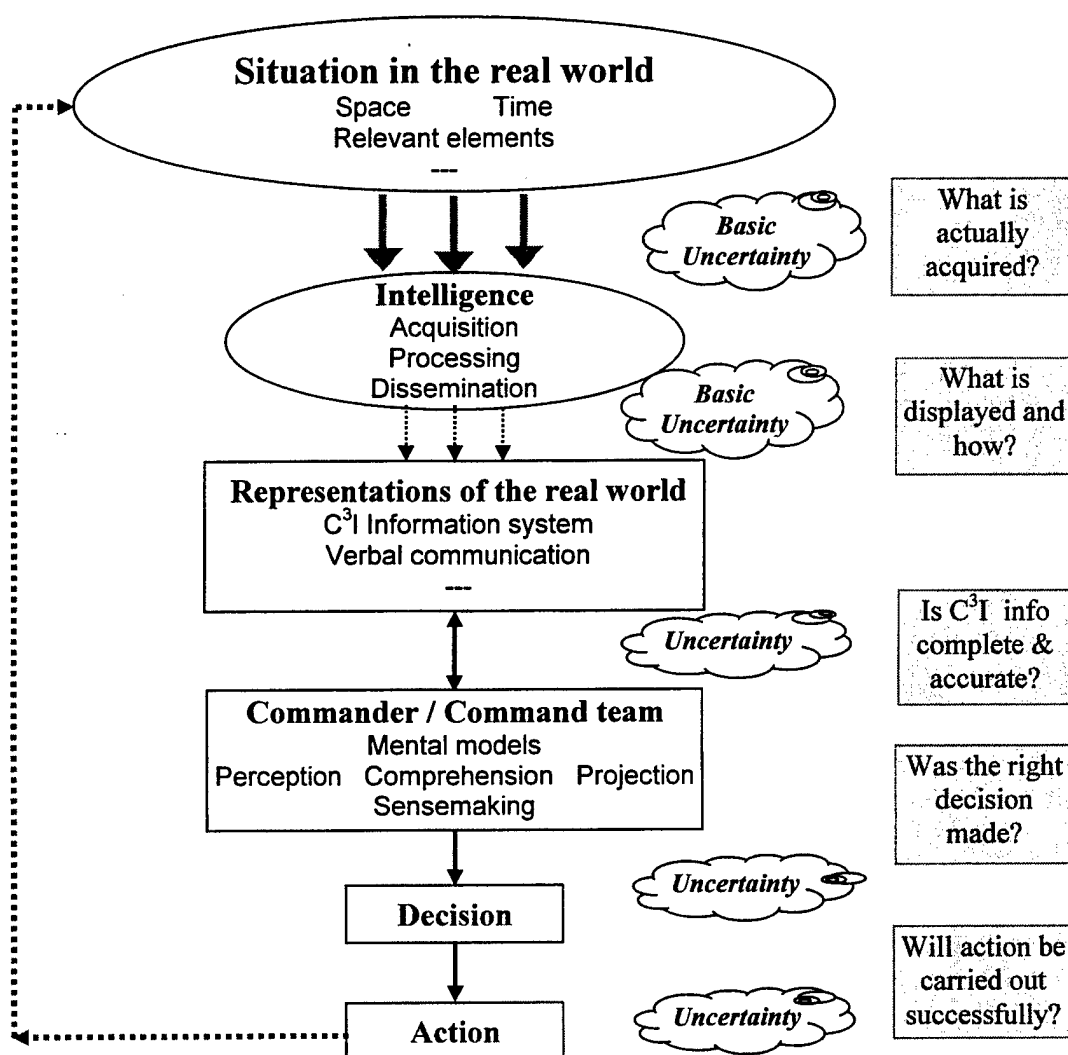 Situation in the real world
Space Time
Relevant elements
---
Basic
Uncertainty
What is
actually
acquired?
Intelligence
Acquisition
Processing
Dissemination
Basic
Uncertainty
What is
displayed and
how?
Representations of the real world
C³I Information system
Verbal communication
---
Uncertainty
Is C³I info
complete &
accurate?
Commander / Command team
Mental models
Perception Comprehension Projection
Sensemaking
Was the right
decision
made?
Uncertainty
Decision
Will action be
carried out
successfully?
Uncertainty
Action